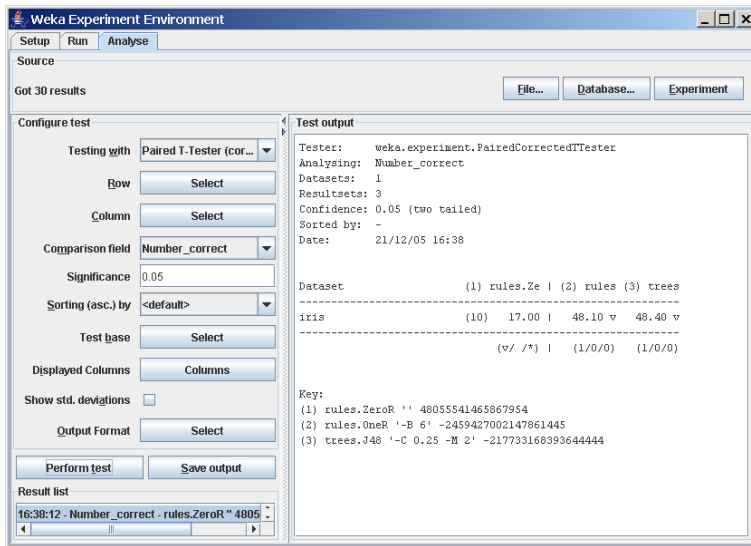 Weka Experiment Environment
Setup Run Analyse
Source
Got 30 results
File... Database... Experiment
Configure test
Testing with Paired T-Tester (cor...
Row Select
Column Select
Comparison field Number_correct
Significance 0.05
Sorting (asc.) by <default>
Test base Select
Displayed Columns Columns
Show std. deviations
Output Format Select
Perform test Save output
Result list
16:38:12 - Number_correct - rules.ZeroR '' 4805
Test output
Tester: weka.experiment.PairedCorrectedTTester
Analysing: Number_correct
Datasets: 1
Resultsets: 3
Confidence: 0.05 (two tailed)
Sorted by: -
Date: 21/12/05 16:38
Dataset (1) rules.Ze | (2) rules (3) trees
--------------------------------------------------------------
iris (10) 17.00 | 48.10 v 48.40 v
--------------------------------------------------------------
(v/ /*) | (1/0/0) (1/0/0)
Key:
(1) rules.ZeroR '' 48055541465867954
(2) rules.OneR '-B 6' -2459427002147861445
(3) trees.J48 '-C 0.25 -M 2' -217733168393644444